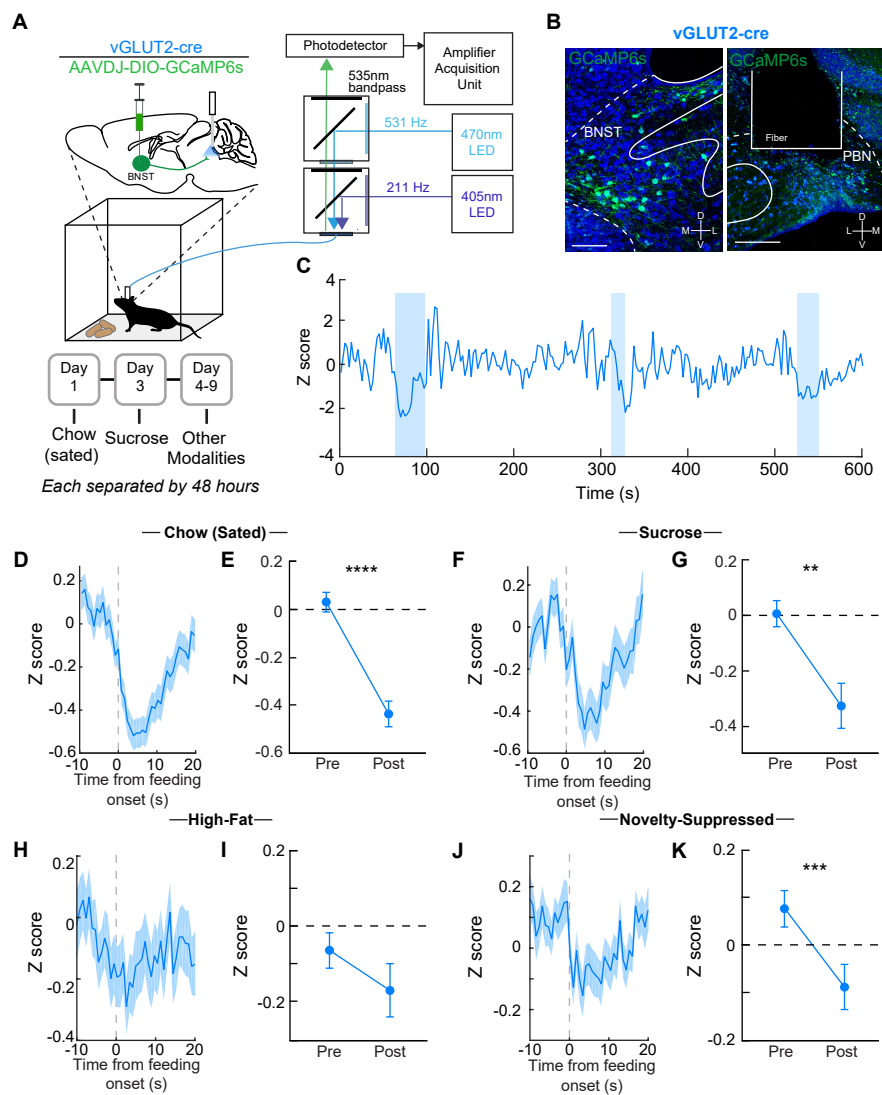 A
vGLUT2-cre
AAVDJ-DIO-GCaMP6s
BNST
Photodetector
Amplifier
Acquisition
Unit
535nm
bandpass
531 Hz
470nm
LED
211 Hz
405nm
LED
Day
1
Day
3
Day
4-9
Chow
(sated)
Sucrose
Other
Modalities
Each separated by 48 hours
B
vGLUT2-cre
GCaMP6s
BNST
D
M
L
V
GCaMP6s
Fiber
PBN
D
L
M
V
C
Z score
4
2
0
-2
-4
0
100
200
300
400
500
600
Time (s)
Chow (Sated)
D
Z score
0.2
0
-0.2
-0.4
-0.6
-10
0
10
20
Time from feeding
onset (s)
E
****
Z score
0.2
0
-0.2
-0.4
-0.6
Pre
Post
Sucrose
F
Z score
0.2
0
-0.2
-0.4
-0.6
-10
0
10
20
Time from feeding
onset (s)
G
**
Z score
0.2
0
-0.2
-0.4
Pre
Post
High-Fat
H
Z score
0.2
0
-0.2
-0.4
-10
0
10
20
Time from feeding
onset (s)
I
Z score
0.2
0
-0.2
Pre
Post
Novelty-Suppressed
J
Z score
0.2
0
-0.2
-10
0
10
20
Time from feeding
onset (s)
K
***
Z score
0.2
0
-0.2
Pre
Post